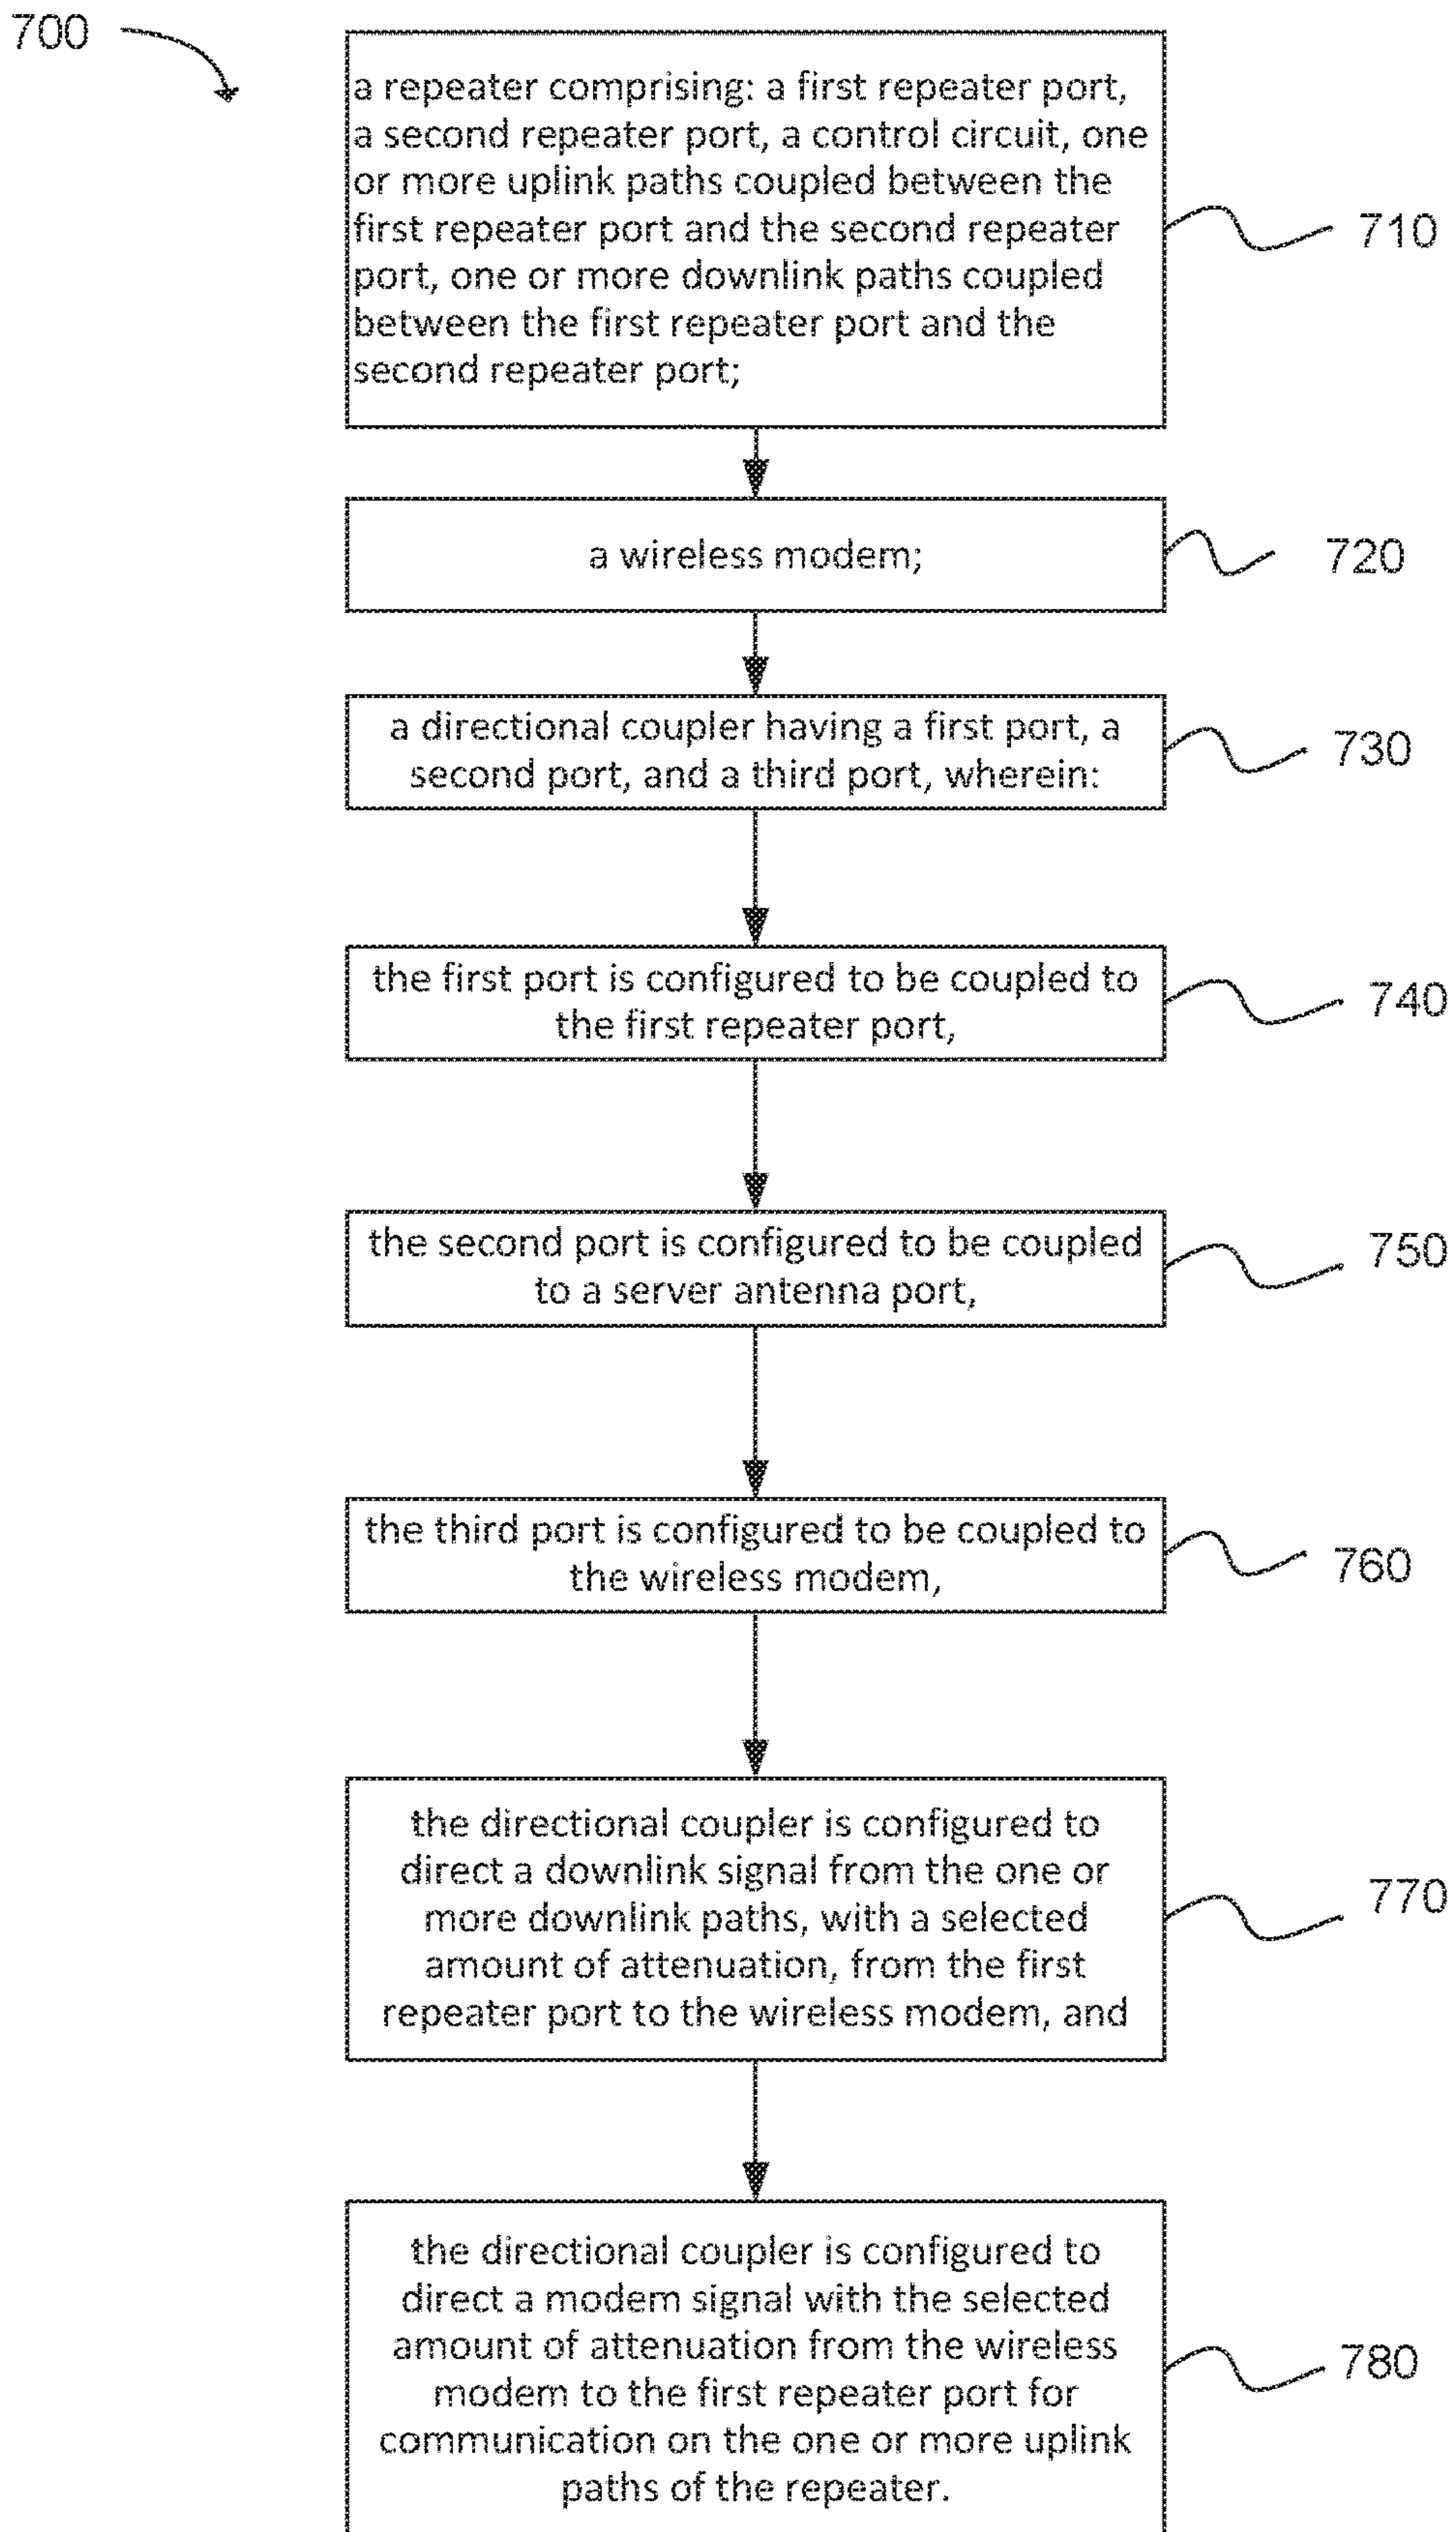 700
a repeater comprising: a first repeater port,
a second repeater port, a control circuit, one
or more uplink paths coupled between the
first repeater port and the second repeater
port, one or more downlink paths coupled
between the first repeater port and the
second repeater port;
710
a wireless modem;
720
a directional coupler having a first port, a
second port, and a third port, wherein:
730
the first port is configured to be coupled to
the first repeater port,
740
the second port is configured to be coupled
to a server antenna port,
750
the third port is configured to be coupled to
the wireless modem,
760
the directional coupler is configured to
direct a downlink signal from the one or
more downlink paths, with a selected
amount of attenuation, from the first
repeater port to the wireless modem, and
770
the directional coupler is configured to
direct a modem signal with the selected
amount of attenuation from the wireless
modem to the first repeater port for
communication on the one or more uplink
paths of the repeater.
780